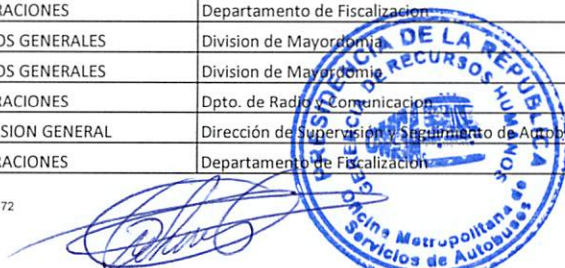 RACIONES Departamento de Fiscalizacion
OS GENERALES Division de Mayordomia
OS GENERALES Division de Mayordomia
RACIONES Dpto. de Radio y Comunicacion
ISION GENERAL Dirección de Supervisión y Seguimiento de Autob
RACIONES Departamento de Fiscalizacion
72
PRESIDENCIA DE LA REPUBLICA
GERENCIA DE RECURSOS HUMANOS
Oficina Metropolitana de
Servicios de Autobuses